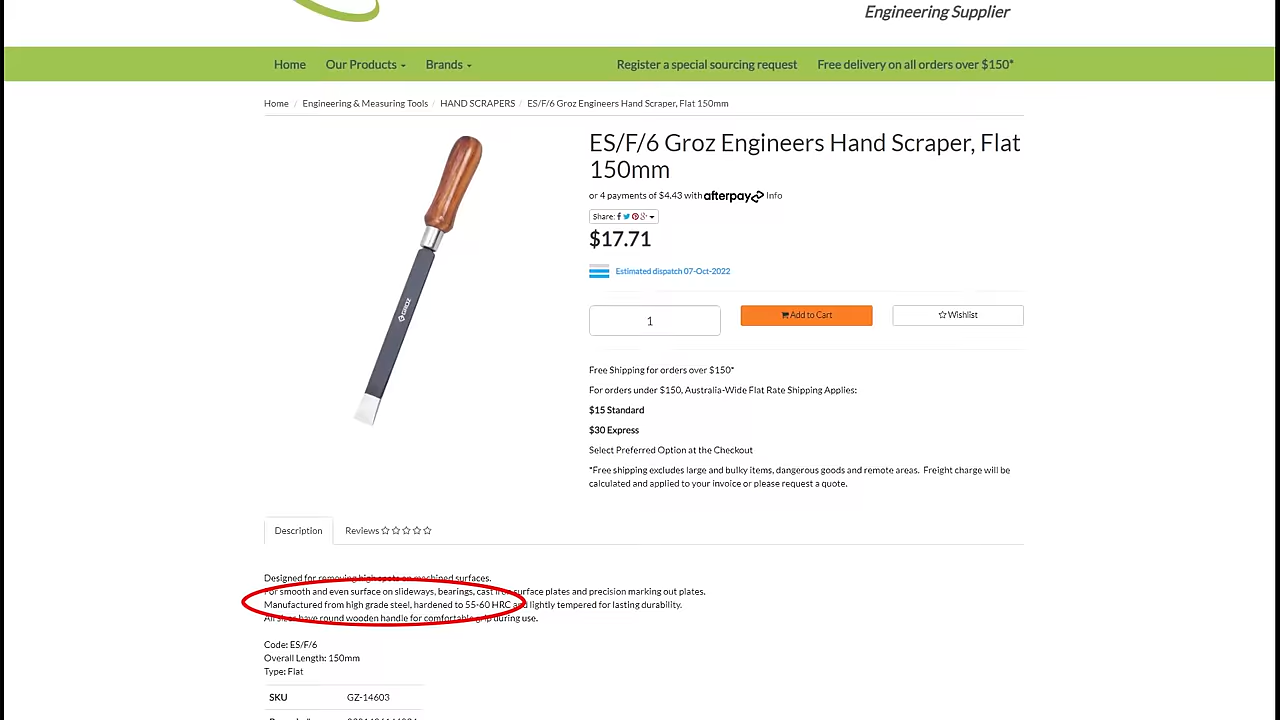 Engineering Supplier
Home Our Products Brands Register a special sourcing request Free delivery on all orders over $150*
Home / Engineering & Measuring Tools / HAND SCRAPERS / ES/F/6 Groz Engineers Hand Scraper, Flat 150mm
ES/F/6 Groz Engineers Hand Scraper, Flat
150mm
or 4 payments of $4.43 with afterpay Info
Share:
$17.71
Estimated dispatch 07-Oct-2022
1 Add to Cart Wishlist
GROZ
Free Shipping for orders over $150*
For orders under $150, Australia-Wide Flat Rate Shipping Applies:
$15 Standard
$30 Express
Select Preferred Option at the Checkout
*Free shipping excludes large and bulky items, dangerous goods and remote areas. Freight charge will be
calculated and applied to your invoice or please request a quote.
Description Reviews
Designed for removing high spots on machined surfaces.
For smooth and even surface on slideways, bearings, cast iron surface plates and precision marking out plates.
Manufactured from high grade steel, hardened to 55-60 HRC and lightly tempered for lasting durability.
All sizes have round wooden handle for comfortable grip during use.
Code: ES/F/6
Overall Length: 150mm
Type: Flat
SKU GZ-14603